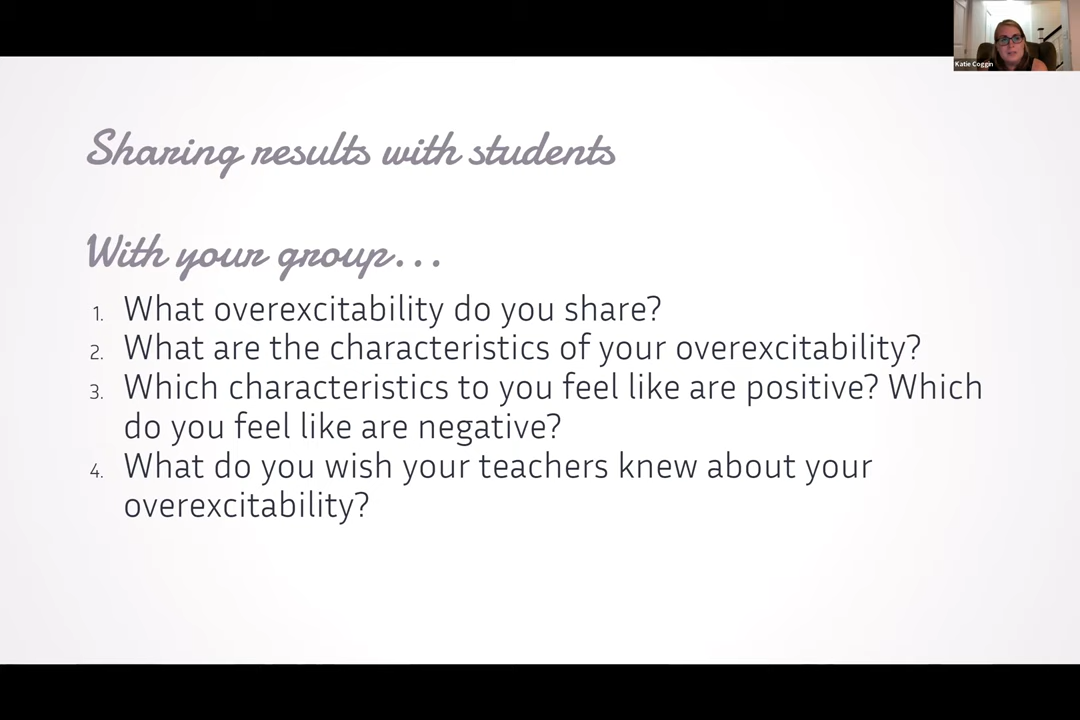 Katie Coggin
Sharing results with students
With your group...
1. What overexcitability do you share?
2. What are the characteristics of your overexcitability?
3. Which characteristics to you feel like are positive? Which
do you feel like are negative?
4. What do you wish your teachers knew about your
overexcitability?